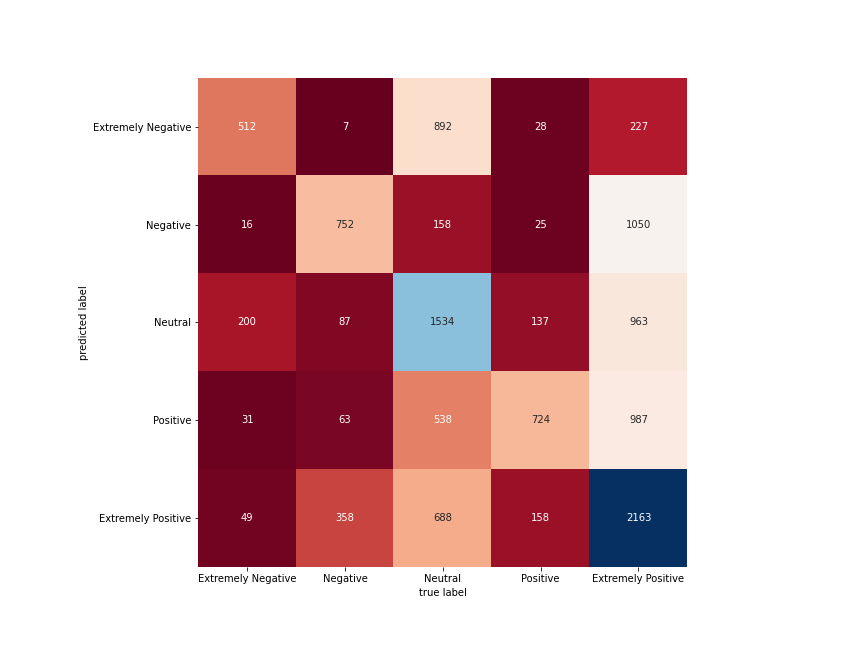 Extremely Negative 512 7 892 28 227
Negative 16 752 158 25 1050
Neutral 200 87 1534 137 963
Positive 31 63 538 724 987
Extremely Positive 49 358 688 158 2163
predicted label
Extremely Negative Negative Neutral Positive Extremely Positive
true label